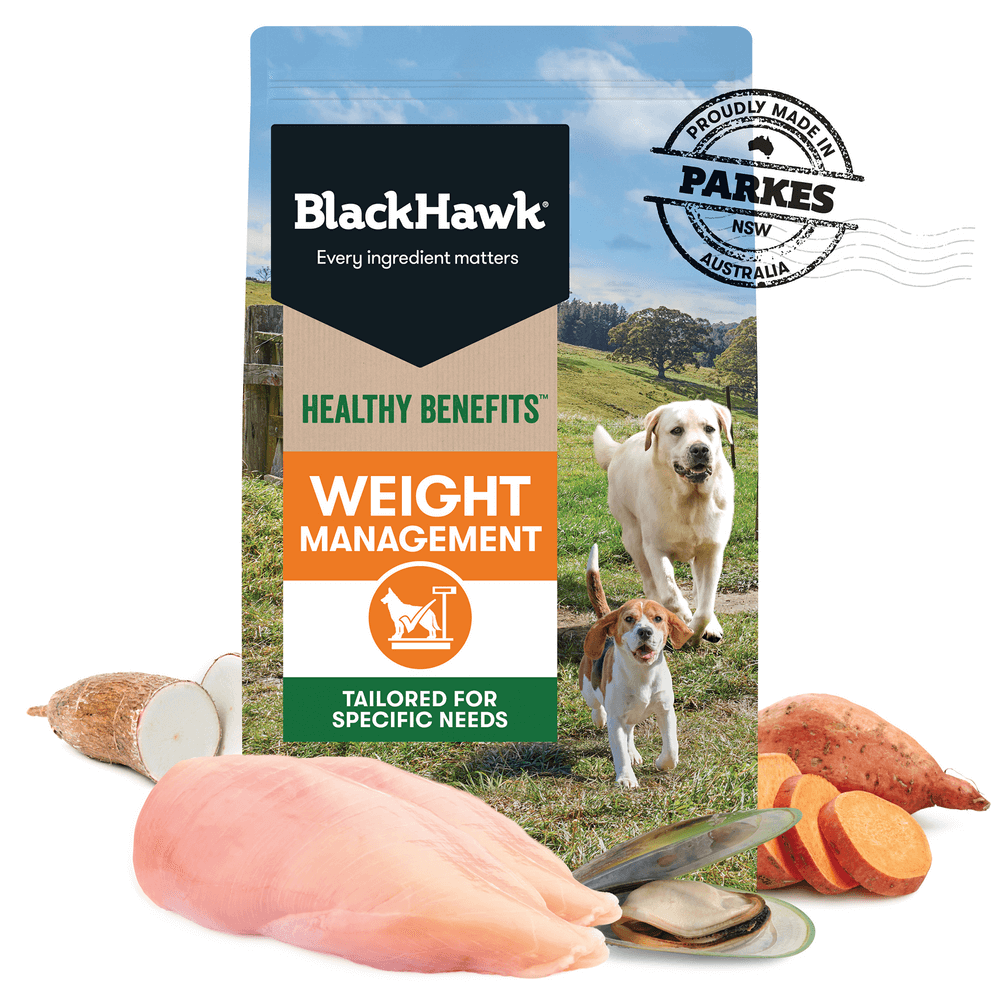 BlackHawk®
Every ingredient matters
HEALTHY BENEFITS™
WEIGHT
MANAGEMENT
TAILORED FOR
SPECIFIC NEEDS
PROUDLY MADE IN
PARKES
NSW
AUSTRALIA